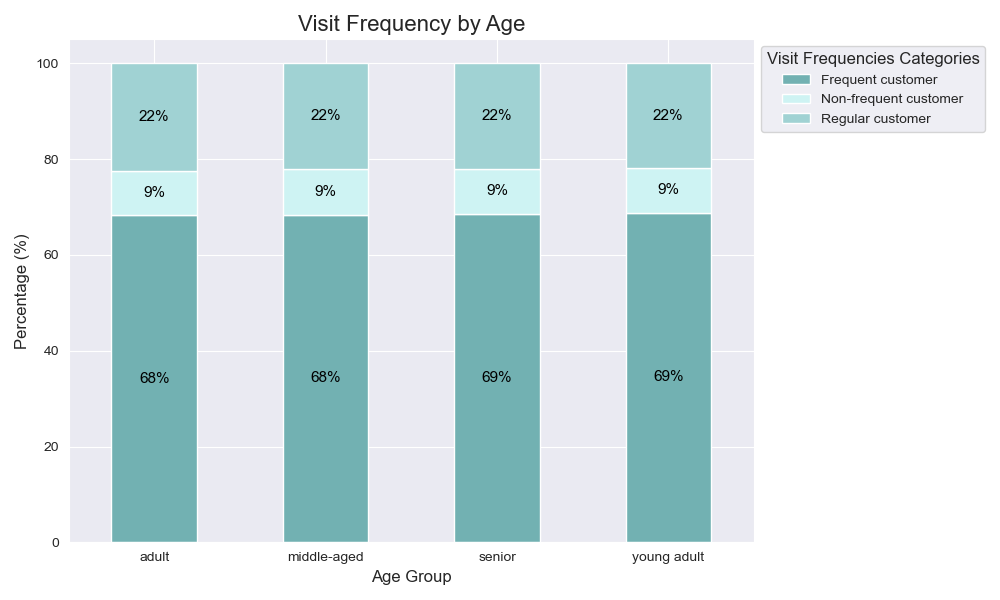 Visit Frequency by Age
Visit Frequencies Categories
Frequent customer
Non-frequent customer
Regular customer
Percentage (%)
100
80
60
40
20
0
22%
22%
22%
22%
9%
9%
9%
9%
68%
68%
69%
69%
adult
middle-aged
senior
young adult
Age Group